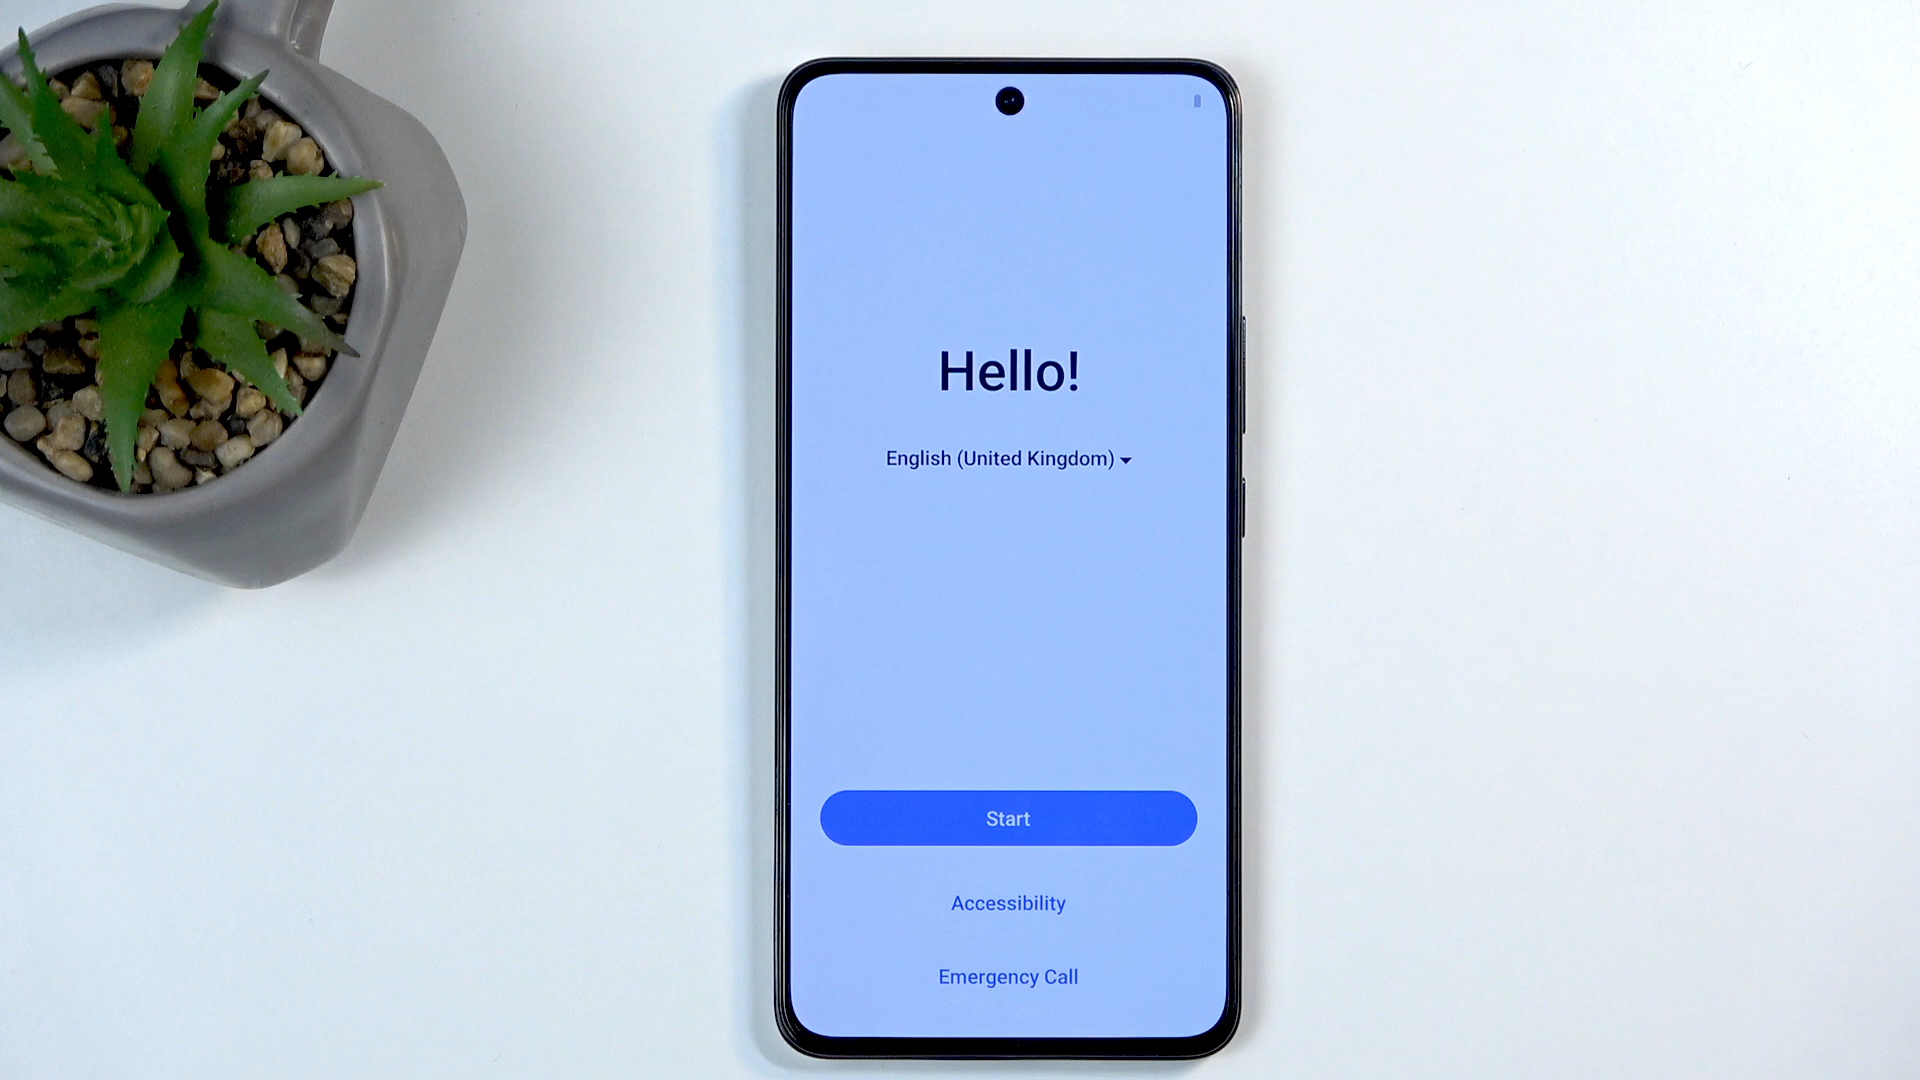 Hello!
English (United Kingdom)
Start
Accessibility
Emergency Call